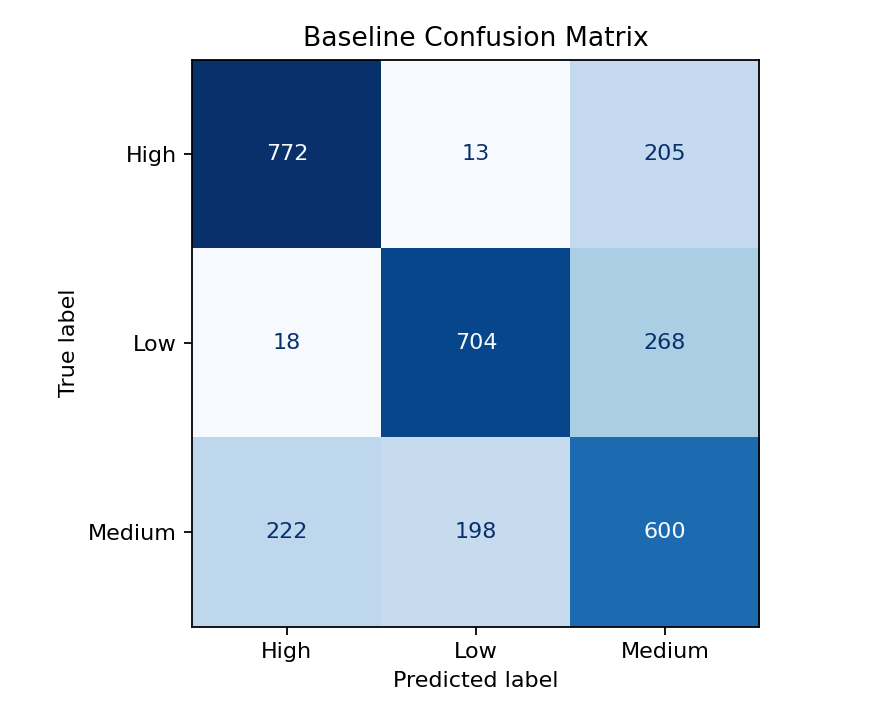 Baseline Confusion Matrix
High 772 13 205
True label
Low 18 704 268
Medium 222 198 600
High Low Medium
Predicted label